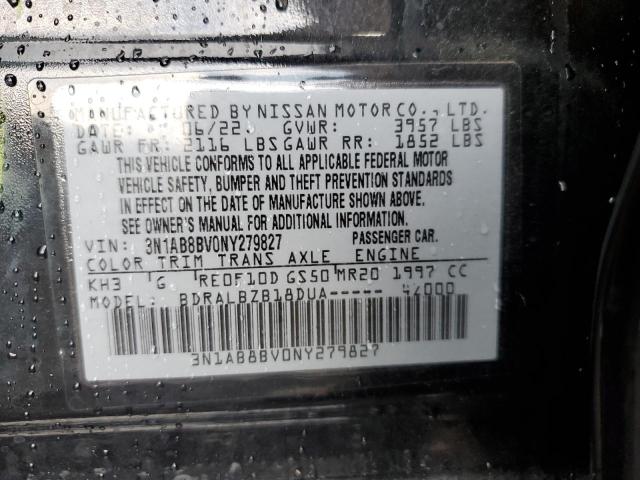 MANUFACTURED BY NISSAN MOTOR CO., LTD.
DATE: 06/22 GVWR: 3957 LBS
GAWR FR: 2116 LBS GAWR RR: 1852 LBS
THIS VEHICLE CONFORMS TO ALL APPLICABLE FEDERAL MOTOR
VEHICLE SAFETY, BUMPER AND THEFT PREVENTION STANDARDS
IN EFFECT ON THE DATE OF MANUFACTURE SHOWN ABOVE.
SEE OWNER'S MANUAL FOR ADDITIONAL INFORMATION.
VIN: 3N1AB8BV0NY279827 PASSENGER CAR.
COLOR TRIM TRANS AXLE ENGINE
KH3 G RE0F10D GS50 MR20 1997 CC
MODEL: BDRALBZB18DUA-----
3N1AB8BV0NY279827